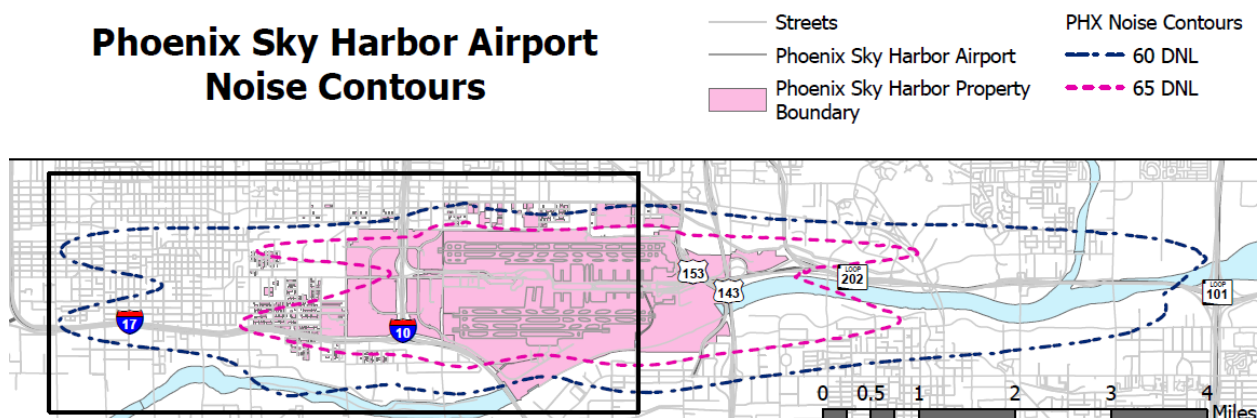 Phoenix Sky Harbor Airport
Noise Contours
Streets
Phoenix Sky Harbor Airport
Phoenix Sky Harbor Property
Boundary
PHX Noise Contours
60 DNL
65 DNL
17
10
153
143
LOOP
202
LOOP
101
0 0.5 1 2 3 4
Miles